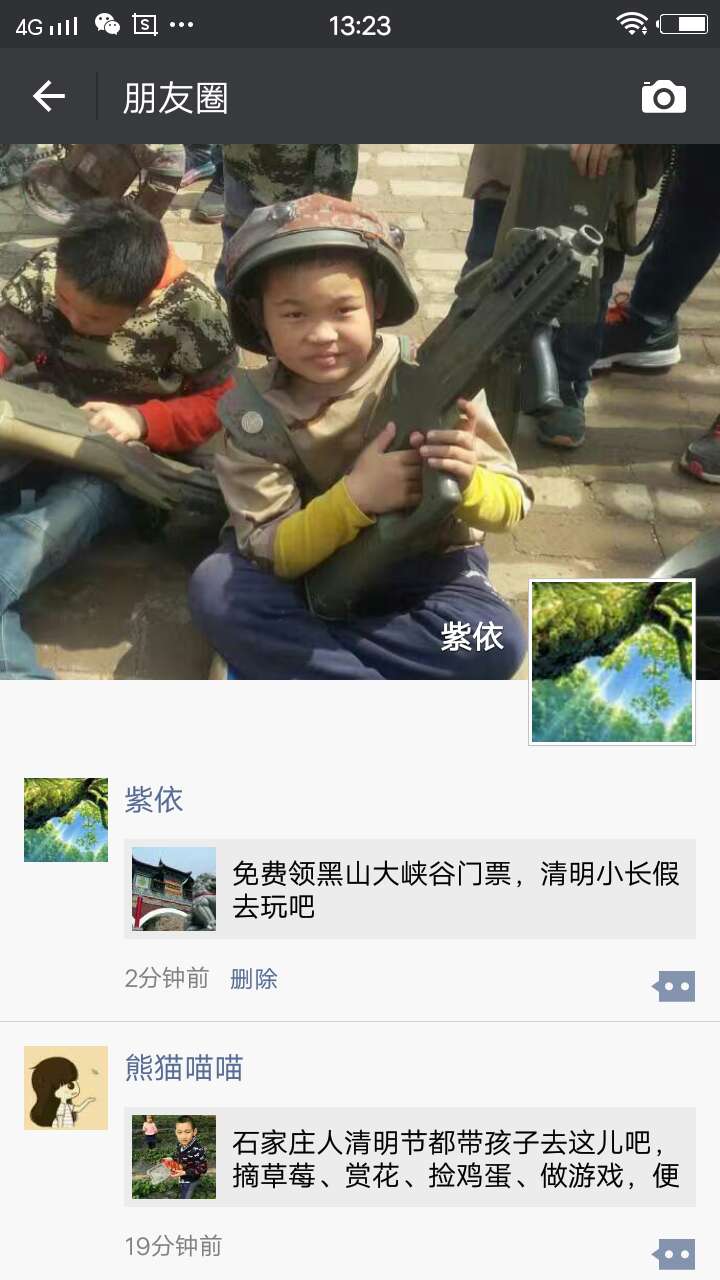 4G 13:23
朋友圈
紫依
紫依
免费领黑山大峡谷门票，清明小长假
去玩吧
2分钟前 删除
熊猫喵喵
石家庄人清明节都带孩子去这儿吧，
摘草莓、赏花、捡鸡蛋、做游戏，便
19分钟前